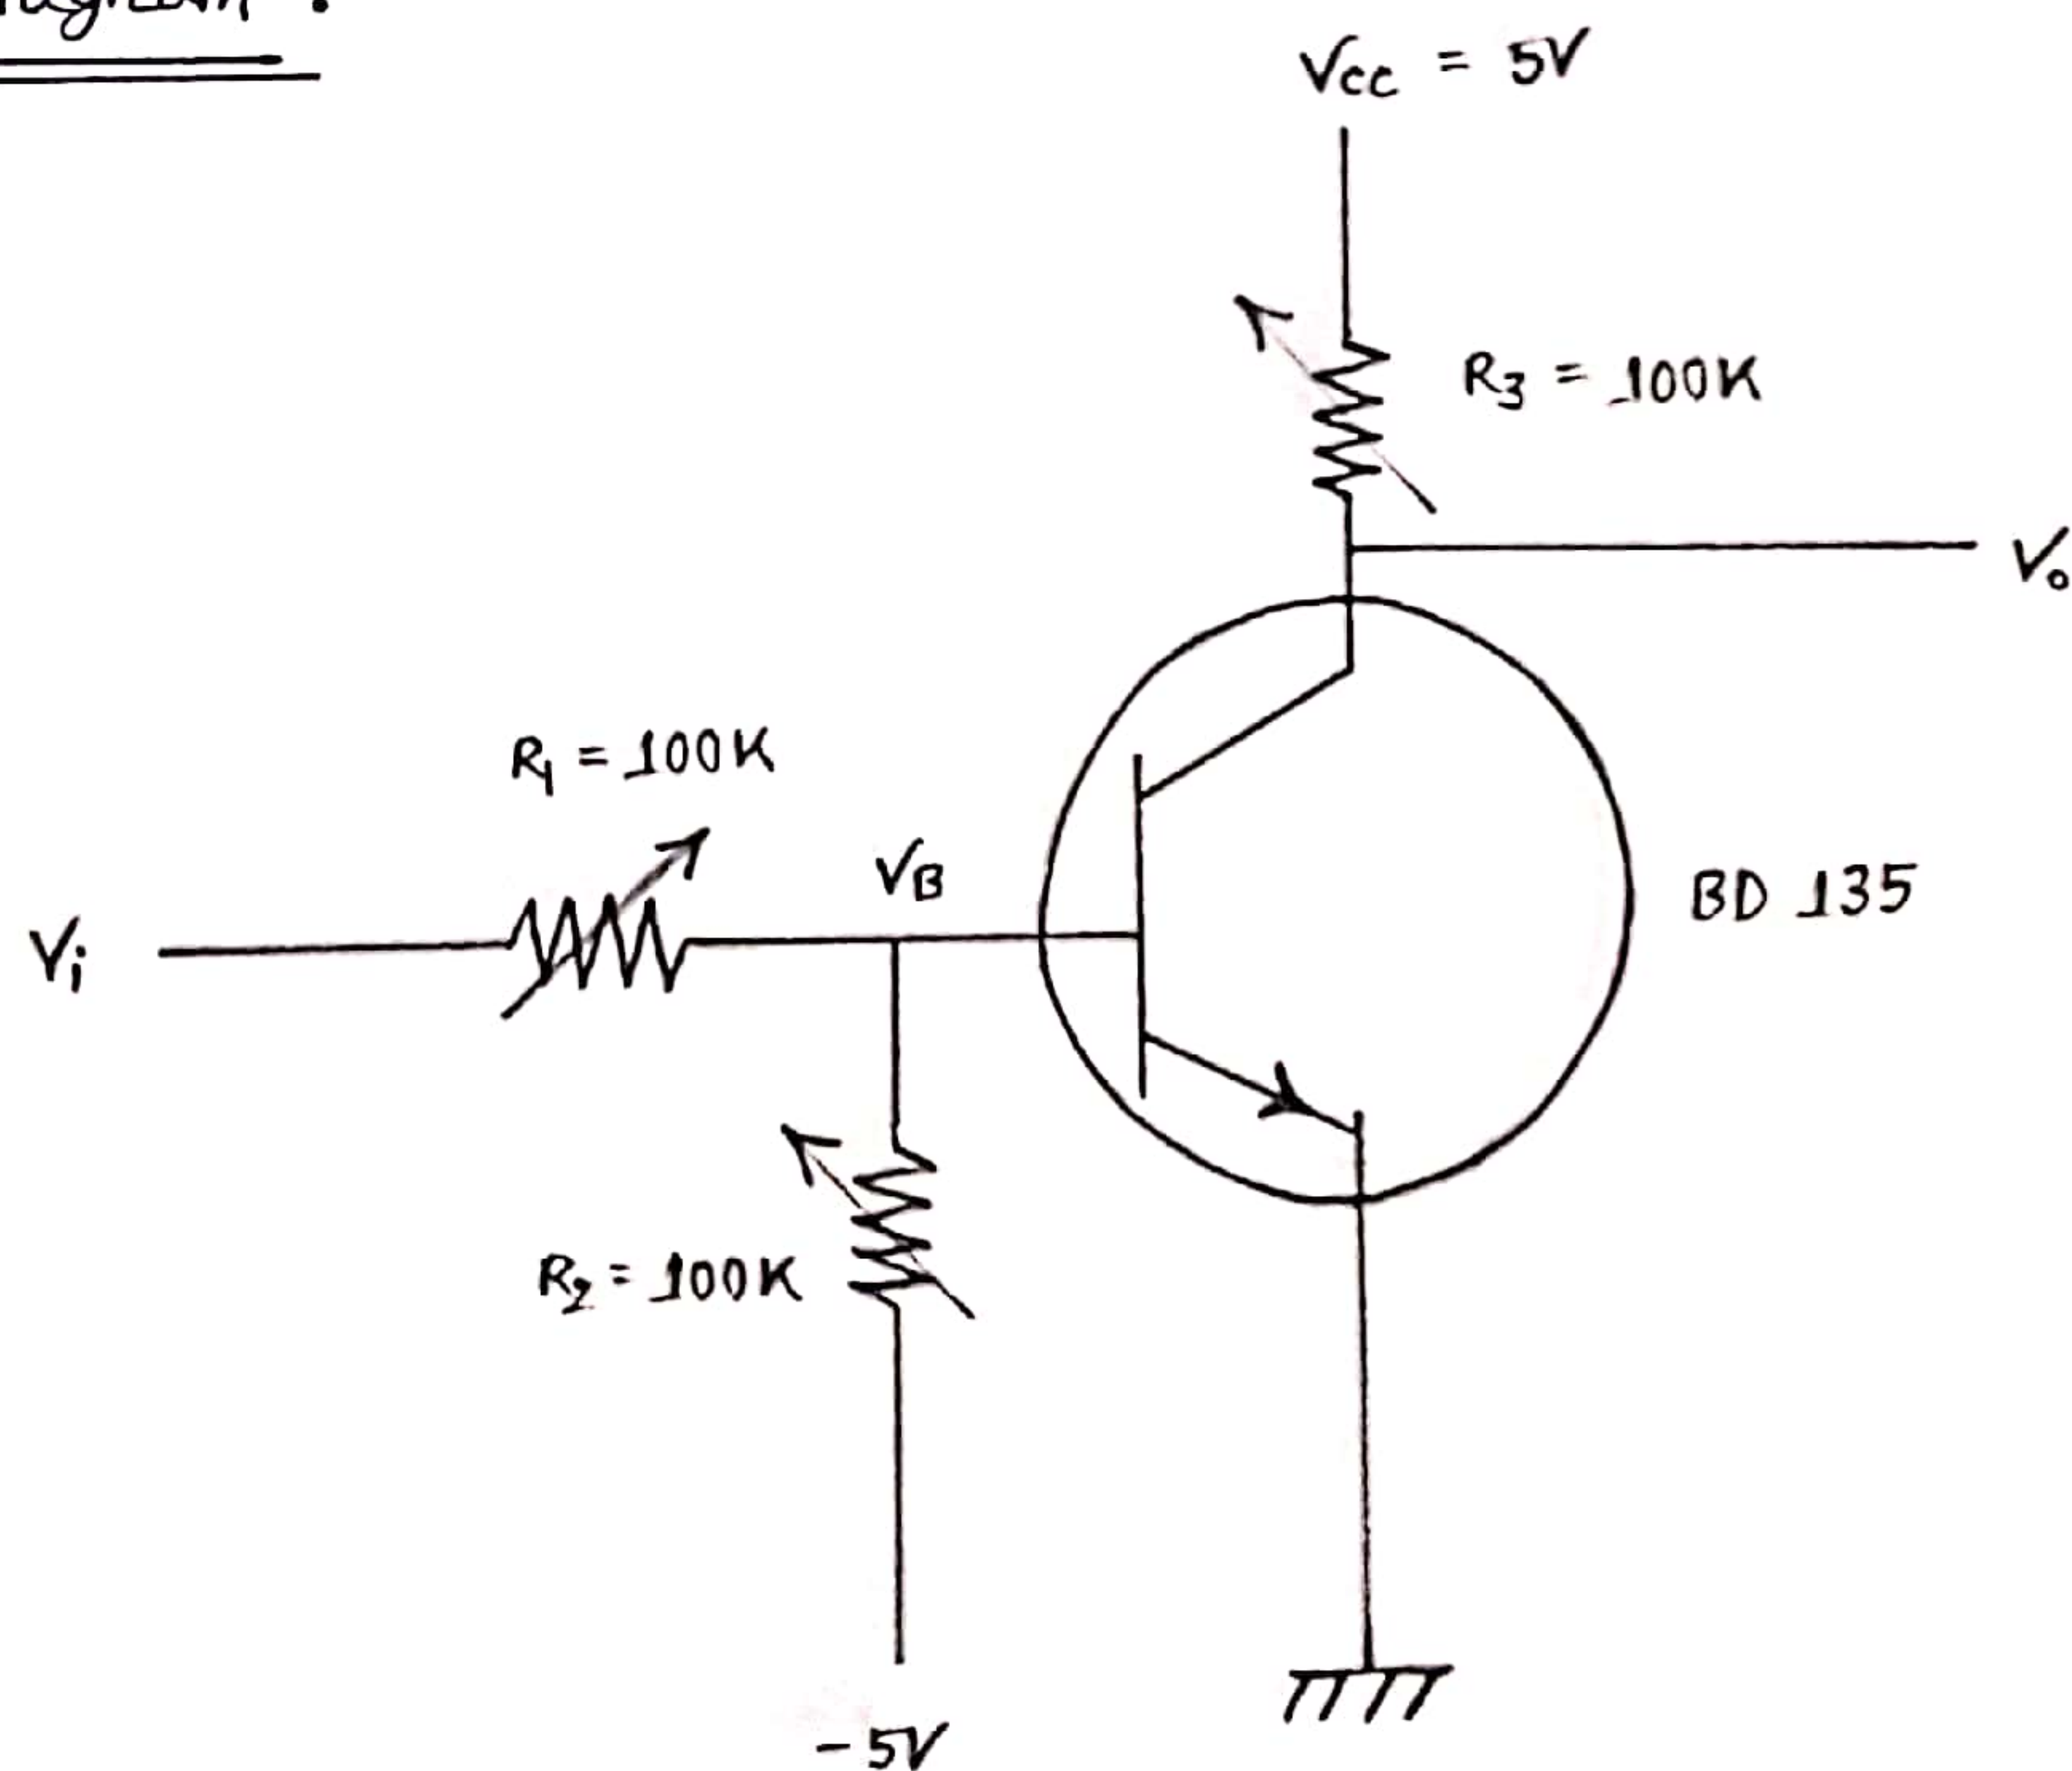 Vcc = 5V
R3 = 100K
Vo
R1 = 100K
VB
Vi
BD 135
R2 = 100K
-5V